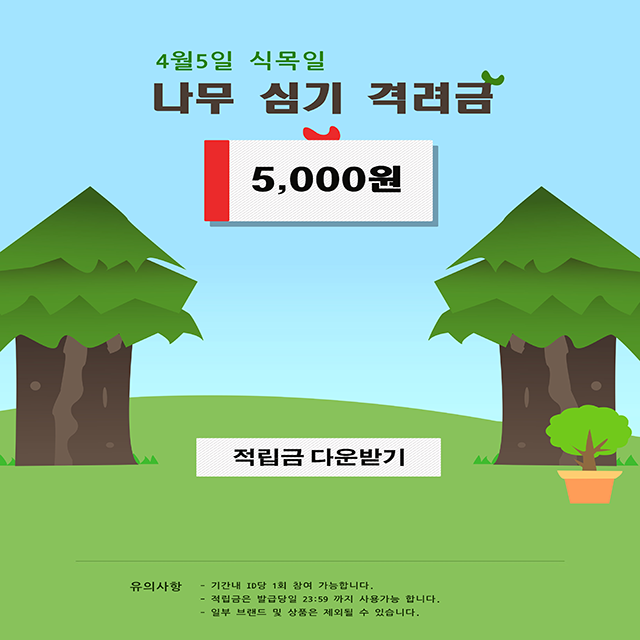 4월5일 식목일
나무 심기 격려금
5,000원
적립금 다운받기
유의사항
- 기간내 ID당 1회 참여 가능합니다.
- 적립금은 발급당일 23:59 까지 사용가능 합니다.
- 일부 브랜드 및 상품은 제외될 수 있습니다.